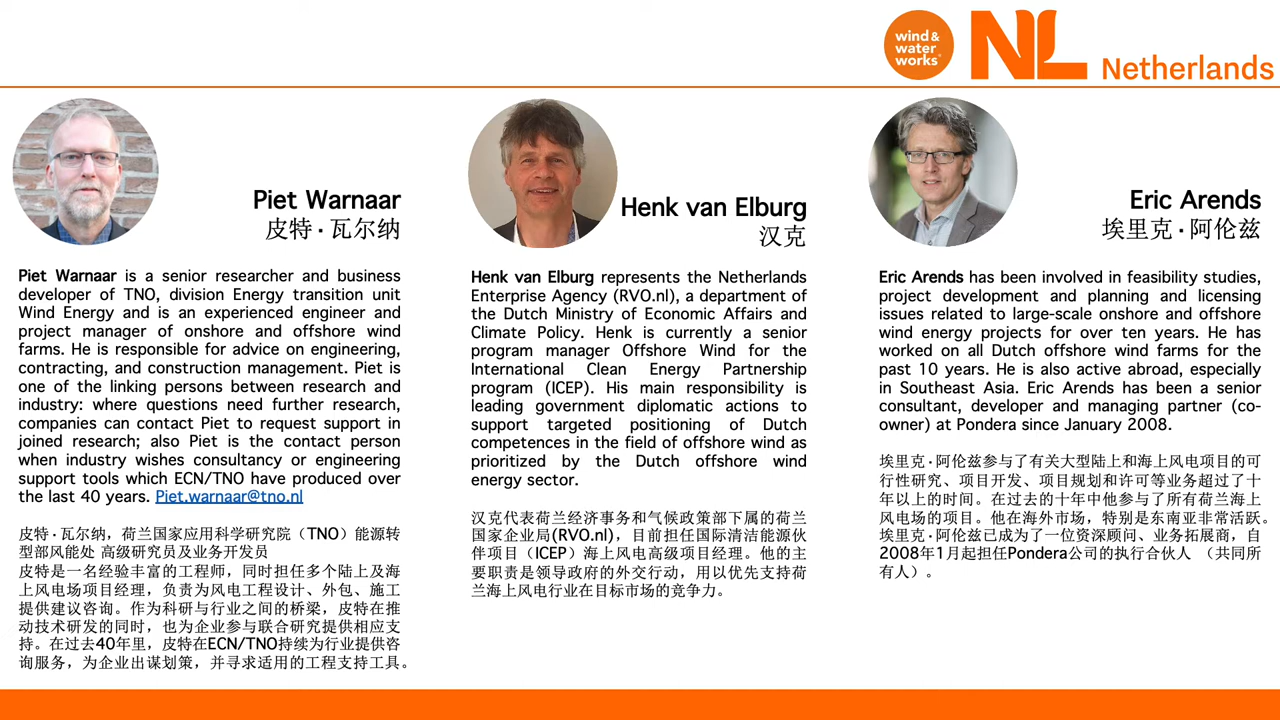 wind &
water
works
NL Netherlands
Piet Warnaar
皮特·瓦尔纳
Piet Warnaar is a senior researcher and business
developer of TNO, division Energy transition unit
Wind Energy and is an experienced engineer and
project manager of onshore and offshore wind
farms. He is responsible for advice on engineering,
contracting, and construction management. Piet is
one of the linking persons between research and
industry: where questions need further research,
companies can contact Piet to request support in
joined research; also Piet is the contact person
when industry wishes consultancy or engineering
support tools which ECN/TNO have produced over
the last 40 years. Piet.warnaar@tno.nl
皮特·瓦尔纳，荷兰国家应用科学研究院（TNO）能源转
型部风能处 高级研究员及业务开发员
皮特是一名经验丰富的工程师，同时担任多个陆上及海
上风电场项目经理，负责为风电工程设计、外包、施工
提供建议咨询。作为科研与行业之间的桥梁，皮特在推
动技术研发的同时，也为企业参与联合研究提供相应支
持。在过去40年里，皮特在ECN/TNO持续为行业提供咨
询服务，为企业出谋划策，并寻求适用的工程支持工具。
Henk van Elburg
汉克
Henk van Elburg represents the Netherlands
Enterprise Agency (RVO.nl), a department of
the Dutch Ministry of Economic Affairs and
Climate Policy. Henk is currently a senior
program manager Offshore Wind for the
International Clean Energy Partnership
program (ICEP). His main responsibility is
leading government diplomatic actions to
support targeted positioning of Dutch
competences in the field of offshore wind as
prioritized by the Dutch offshore wind
energy sector.
汉克代表荷兰经济事务和气候政策部下属的荷兰
国家企业局(RVO.nl)，目前担任国际清洁能源伙
伴项目（ICEP）海上风电高级项目经理。他的主
要职责是领导政府的外交行动，用以优先支持荷
兰海上风电行业在目标市场的竞争力。
Eric Arends
埃里克·阿伦兹
Eric Arends has been involved in feasibility studies,
project development and planning and licensing
issues related to large-scale onshore and offshore
wind energy projects for over ten years. He has
worked on all Dutch offshore wind farms for the
past 10 years. He is also active abroad, especially
in Southeast Asia. Eric Arends has been a senior
consultant, developer and managing partner (co-
owner) at Pondera since January 2008.
埃里克·阿伦兹参与了有关大型陆上和海上风电项目的可
行性研究、项目开发、项目规划和许可等业务超过了十
年以上的时间。在过去的十年中他参与了所有荷兰海上
风电场的项目。他在海外市场，特别是东南亚非常活跃。
埃里克·阿伦兹已成为了一位资深顾问、业务拓展商，自
2008年1月起担任Pondera公司的执行合伙人 （共同所
有人）。